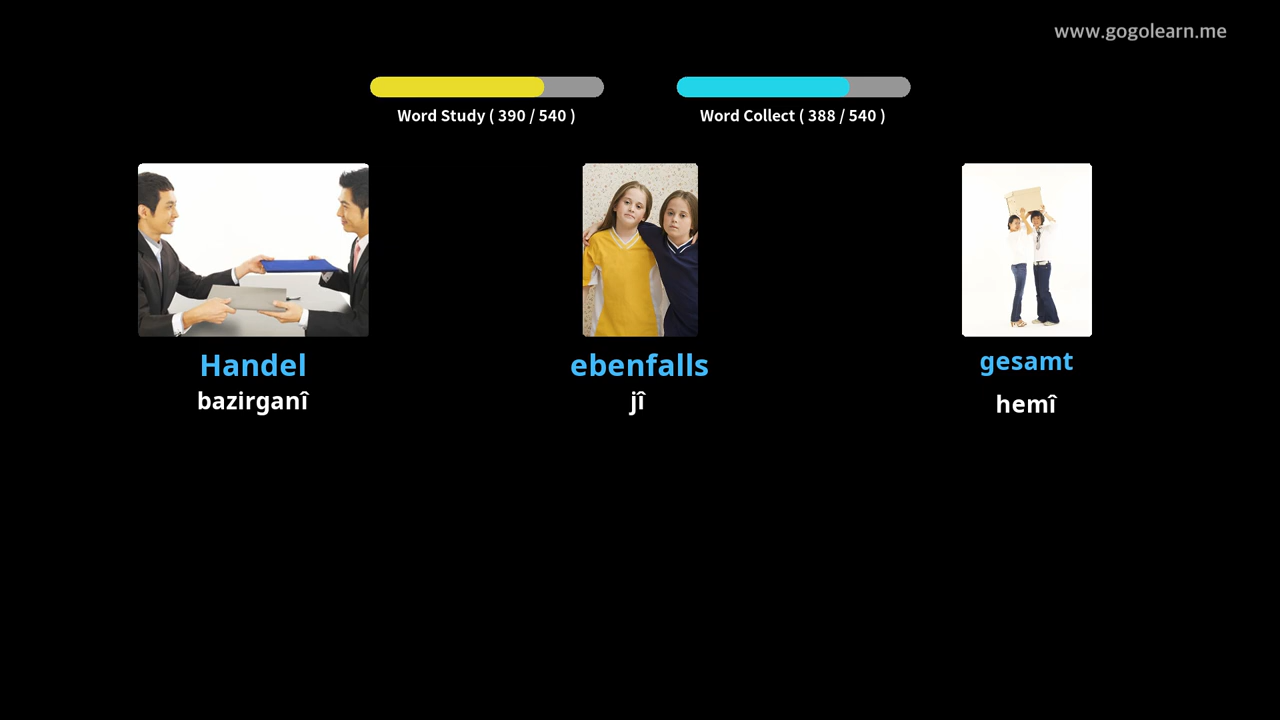 www.gogolearn.me
Word Study ( 390 / 540 )
Word Collect ( 388 / 540 )
Handel
bazirganî
ebenfalls
jî
gesamt
hemî